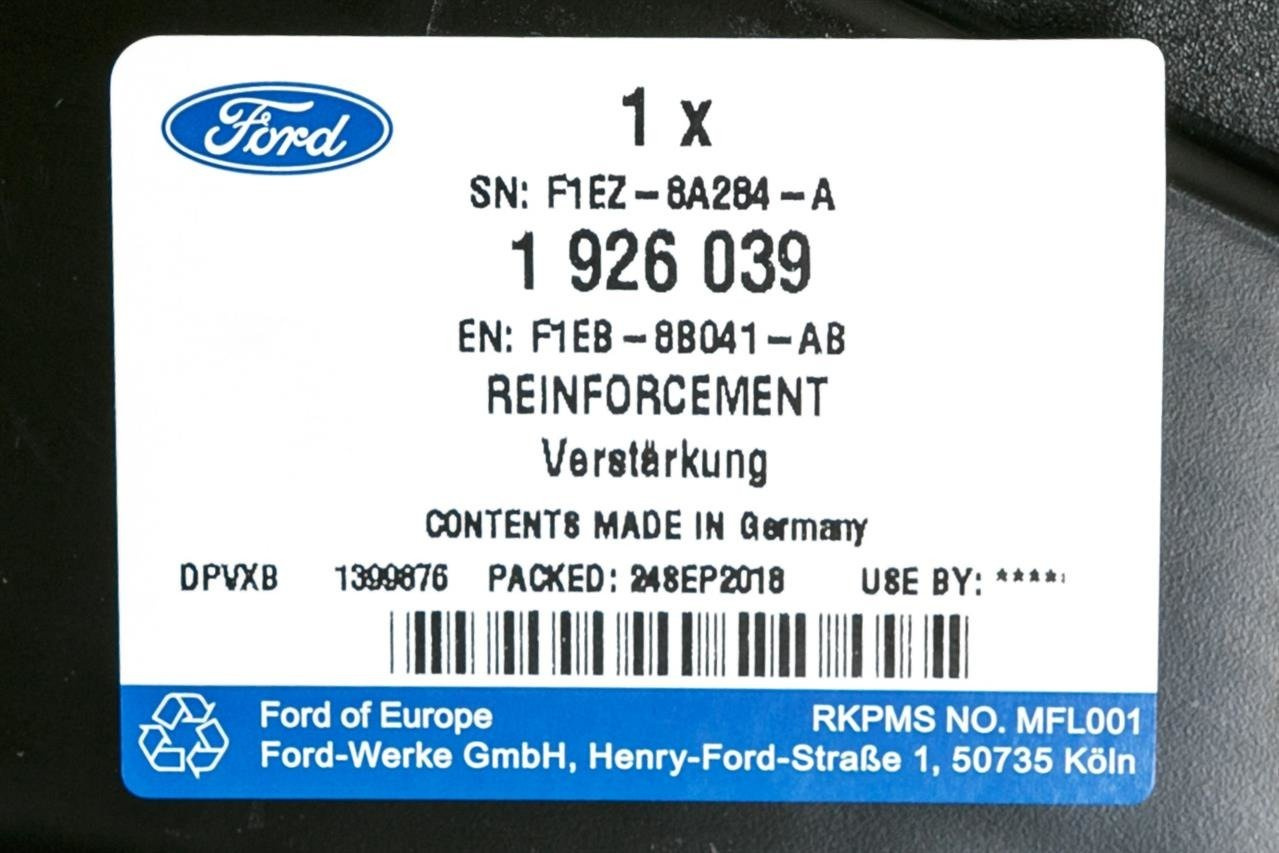 Ford
1 x
SN: F1EZ-8A284-A
1 926 039
EN: F1EB-8B041-AB
REINFORCEMENT
Verstärkung
CONTENTS MADE IN Germany
DPVXB 1399876 PACKED: 24SEP2018 USE BY: ****
Ford of Europe RKPMS NO. MFL001
Ford-Werke GmbH, Henry-Ford-Straße 1, 50735 Köln